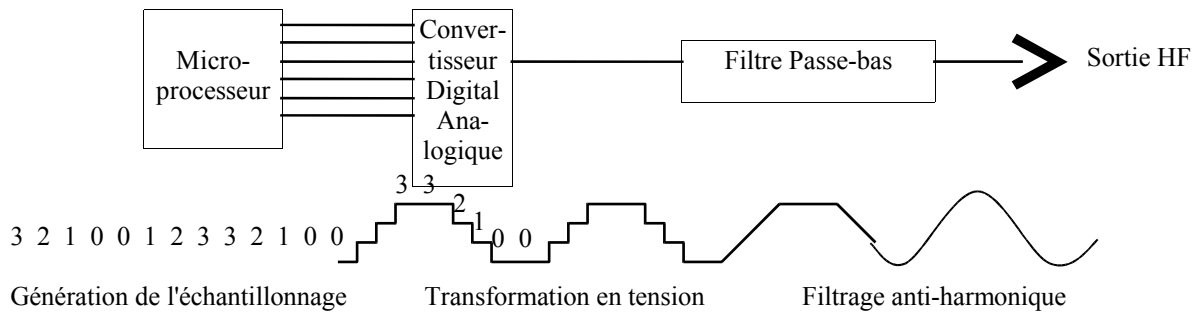 Micro-
processeur
Conver-
tisseur
Digital
Ana-
logique
Filtre Passe-bas
Sortie HF
3 2 1 0 0 1 2 3 3 2 1 0 0
3 3
2
1
0 0
Génération de l'échantillonnage
Transformation en tension
Filtrage anti-harmonique